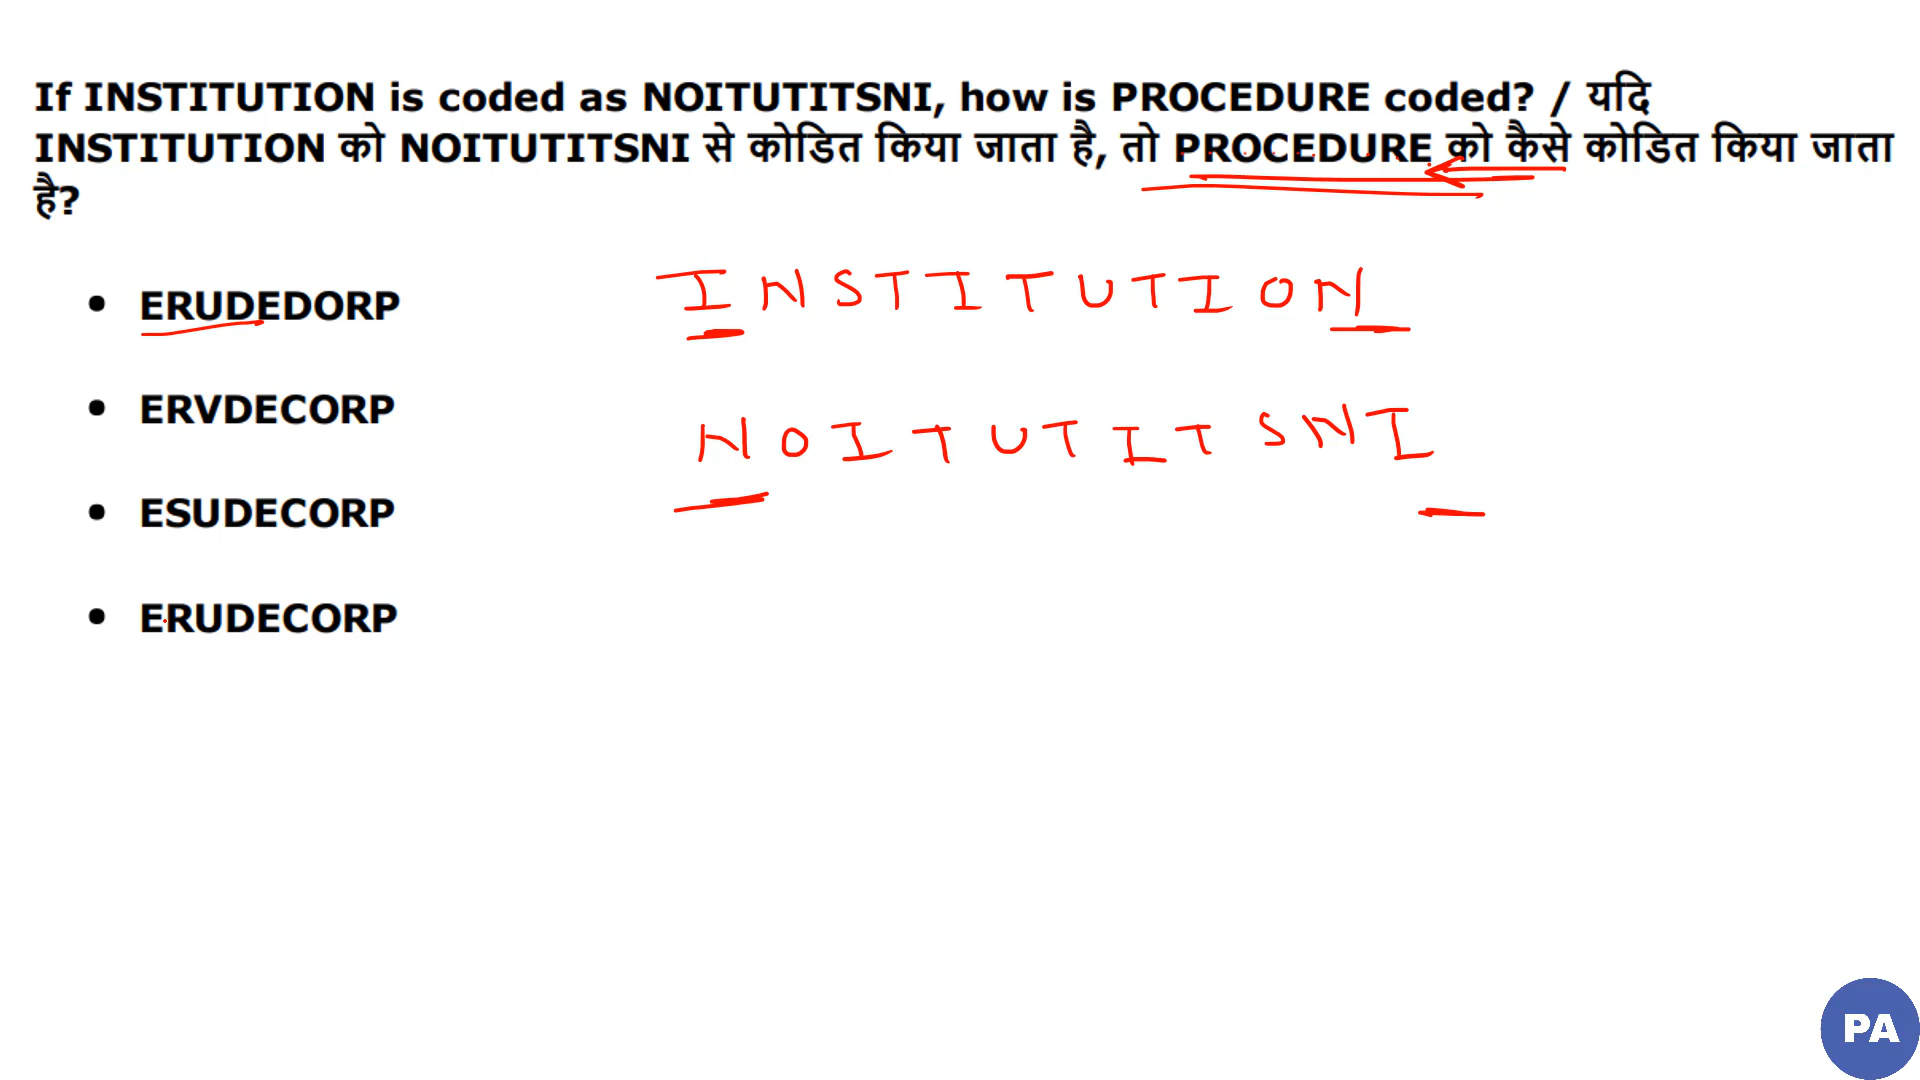 If INSTITUTION is coded as NOITUTITSNI, how is PROCEDURE coded? / यदि
INSTITUTION को NOITUTITSNI से कोडित किया जाता है, तो PROCEDURE को कैसे कोडित किया जाता
है?
• ERUDEDORP
• ERVDECORP
• ESUDECORP
• ERUDECORP
INSTITUTION
NOITUTITSNI
PA